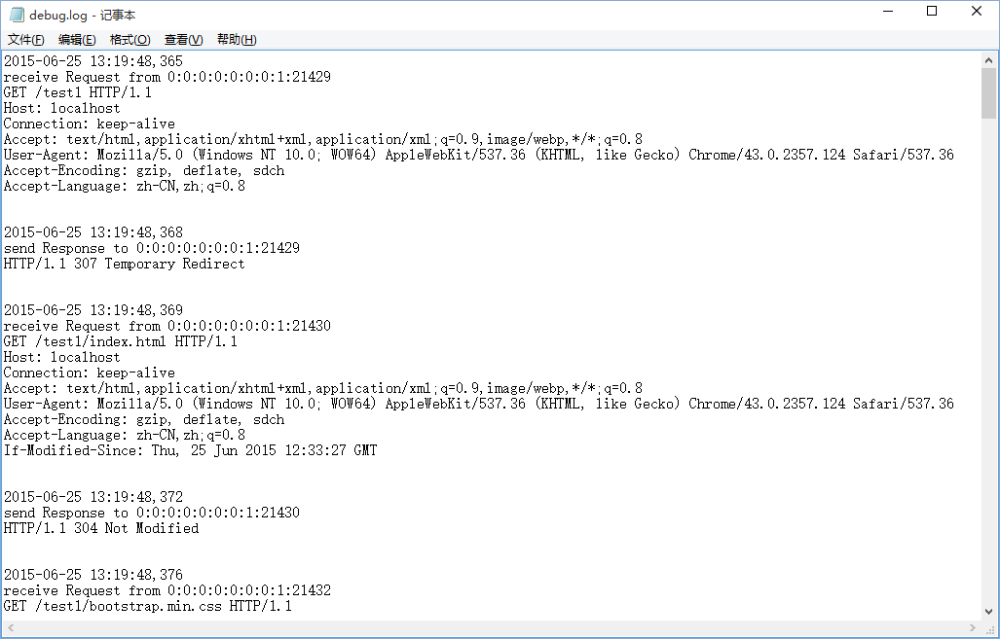 debug.log - 记事本
文件(F) 编辑(E) 格式(O) 查看(V) 帮助(H)
2015-06-25 13:19:48,365
receive Request from 0:0:0:0:0:0:0:1:21429
GET /test1 HTTP/1.1
Host: localhost
Connection: keep-alive
Accept: text/html,application/xhtml+xml,application/xml;q=0.9,image/webp,*/*;q=0.8
User-Agent: Mozilla/5.0 (Windows NT 10.0; WOW64) AppleWebKit/537.36 (KHTML, like Gecko) Chrome/43.0.2357.124 Safari/537.36
Accept-Encoding: gzip, deflate, sdch
Accept-Language: zh-CN,zh;q=0.8
2015-06-25 13:19:48,368
send Response to 0:0:0:0:0:0:0:1:21429
HTTP/1.1 307 Temporary Redirect
2015-06-25 13:19:48,369
receive Request from 0:0:0:0:0:0:0:1:21430
GET /test1/index.html HTTP/1.1
Host: localhost
Connection: keep-alive
Accept: text/html,application/xhtml+xml,application/xml;q=0.9,image/webp,*/*;q=0.8
User-Agent: Mozilla/5.0 (Windows NT 10.0; WOW64) AppleWebKit/537.36 (KHTML, like Gecko) Chrome/43.0.2357.124 Safari/537.36
Accept-Encoding: gzip, deflate, sdch
Accept-Language: zh-CN,zh;q=0.8
If-Modified-Since: Thu, 25 Jun 2015 12:33:27 GMT
2015-06-25 13:19:48,372
send Response to 0:0:0:0:0:0:0:1:21430
HTTP/1.1 304 Not Modified
2015-06-25 13:19:48,376
receive Request from 0:0:0:0:0:0:0:1:21432
GET /test1/bootstrap.min.css HTTP/1.1